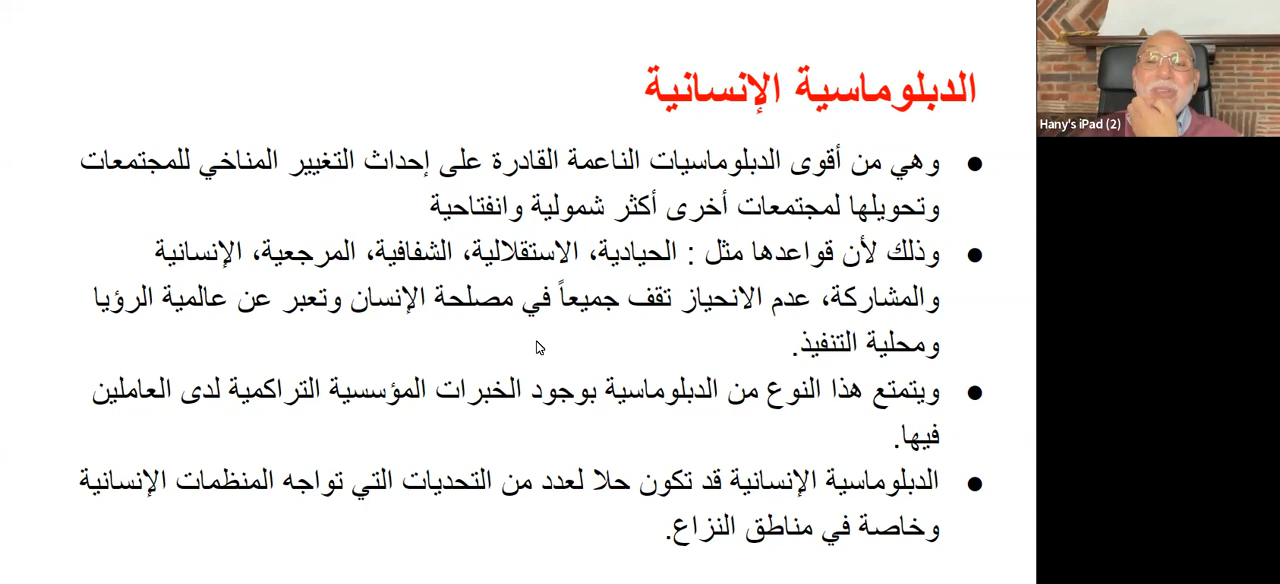 الدبلوماسية الإنسانية
● وهي من أقوى الدبلوماسيات الناعمة القادرة على إحداث التغيير المناخي للمجتمعات
وتحويلها لمجتمعات أخرى أكثر شمولية وانفتاحية
● وذلك لأن قواعدها مثل : الحيادية، الاستقلالية، الشفافية، المرجعية، الإنسانية
والمشاركة، عدم الانحياز تقف جميعاً في مصلحة الإنسان وتعبر عن عالمية الرؤيا
ومحلية التنفيذ.
● ويتمتع هذا النوع من الدبلوماسية بوجود الخبرات المؤسسية التراكمية لدى العاملين
فيها.
● الدبلوماسية الإنسانية قد تكون حلا لعدد من التحديات التي تواجه المنظمات الإنسانية
وخاصة في مناطق النزاع.
Hany's iPad (2)